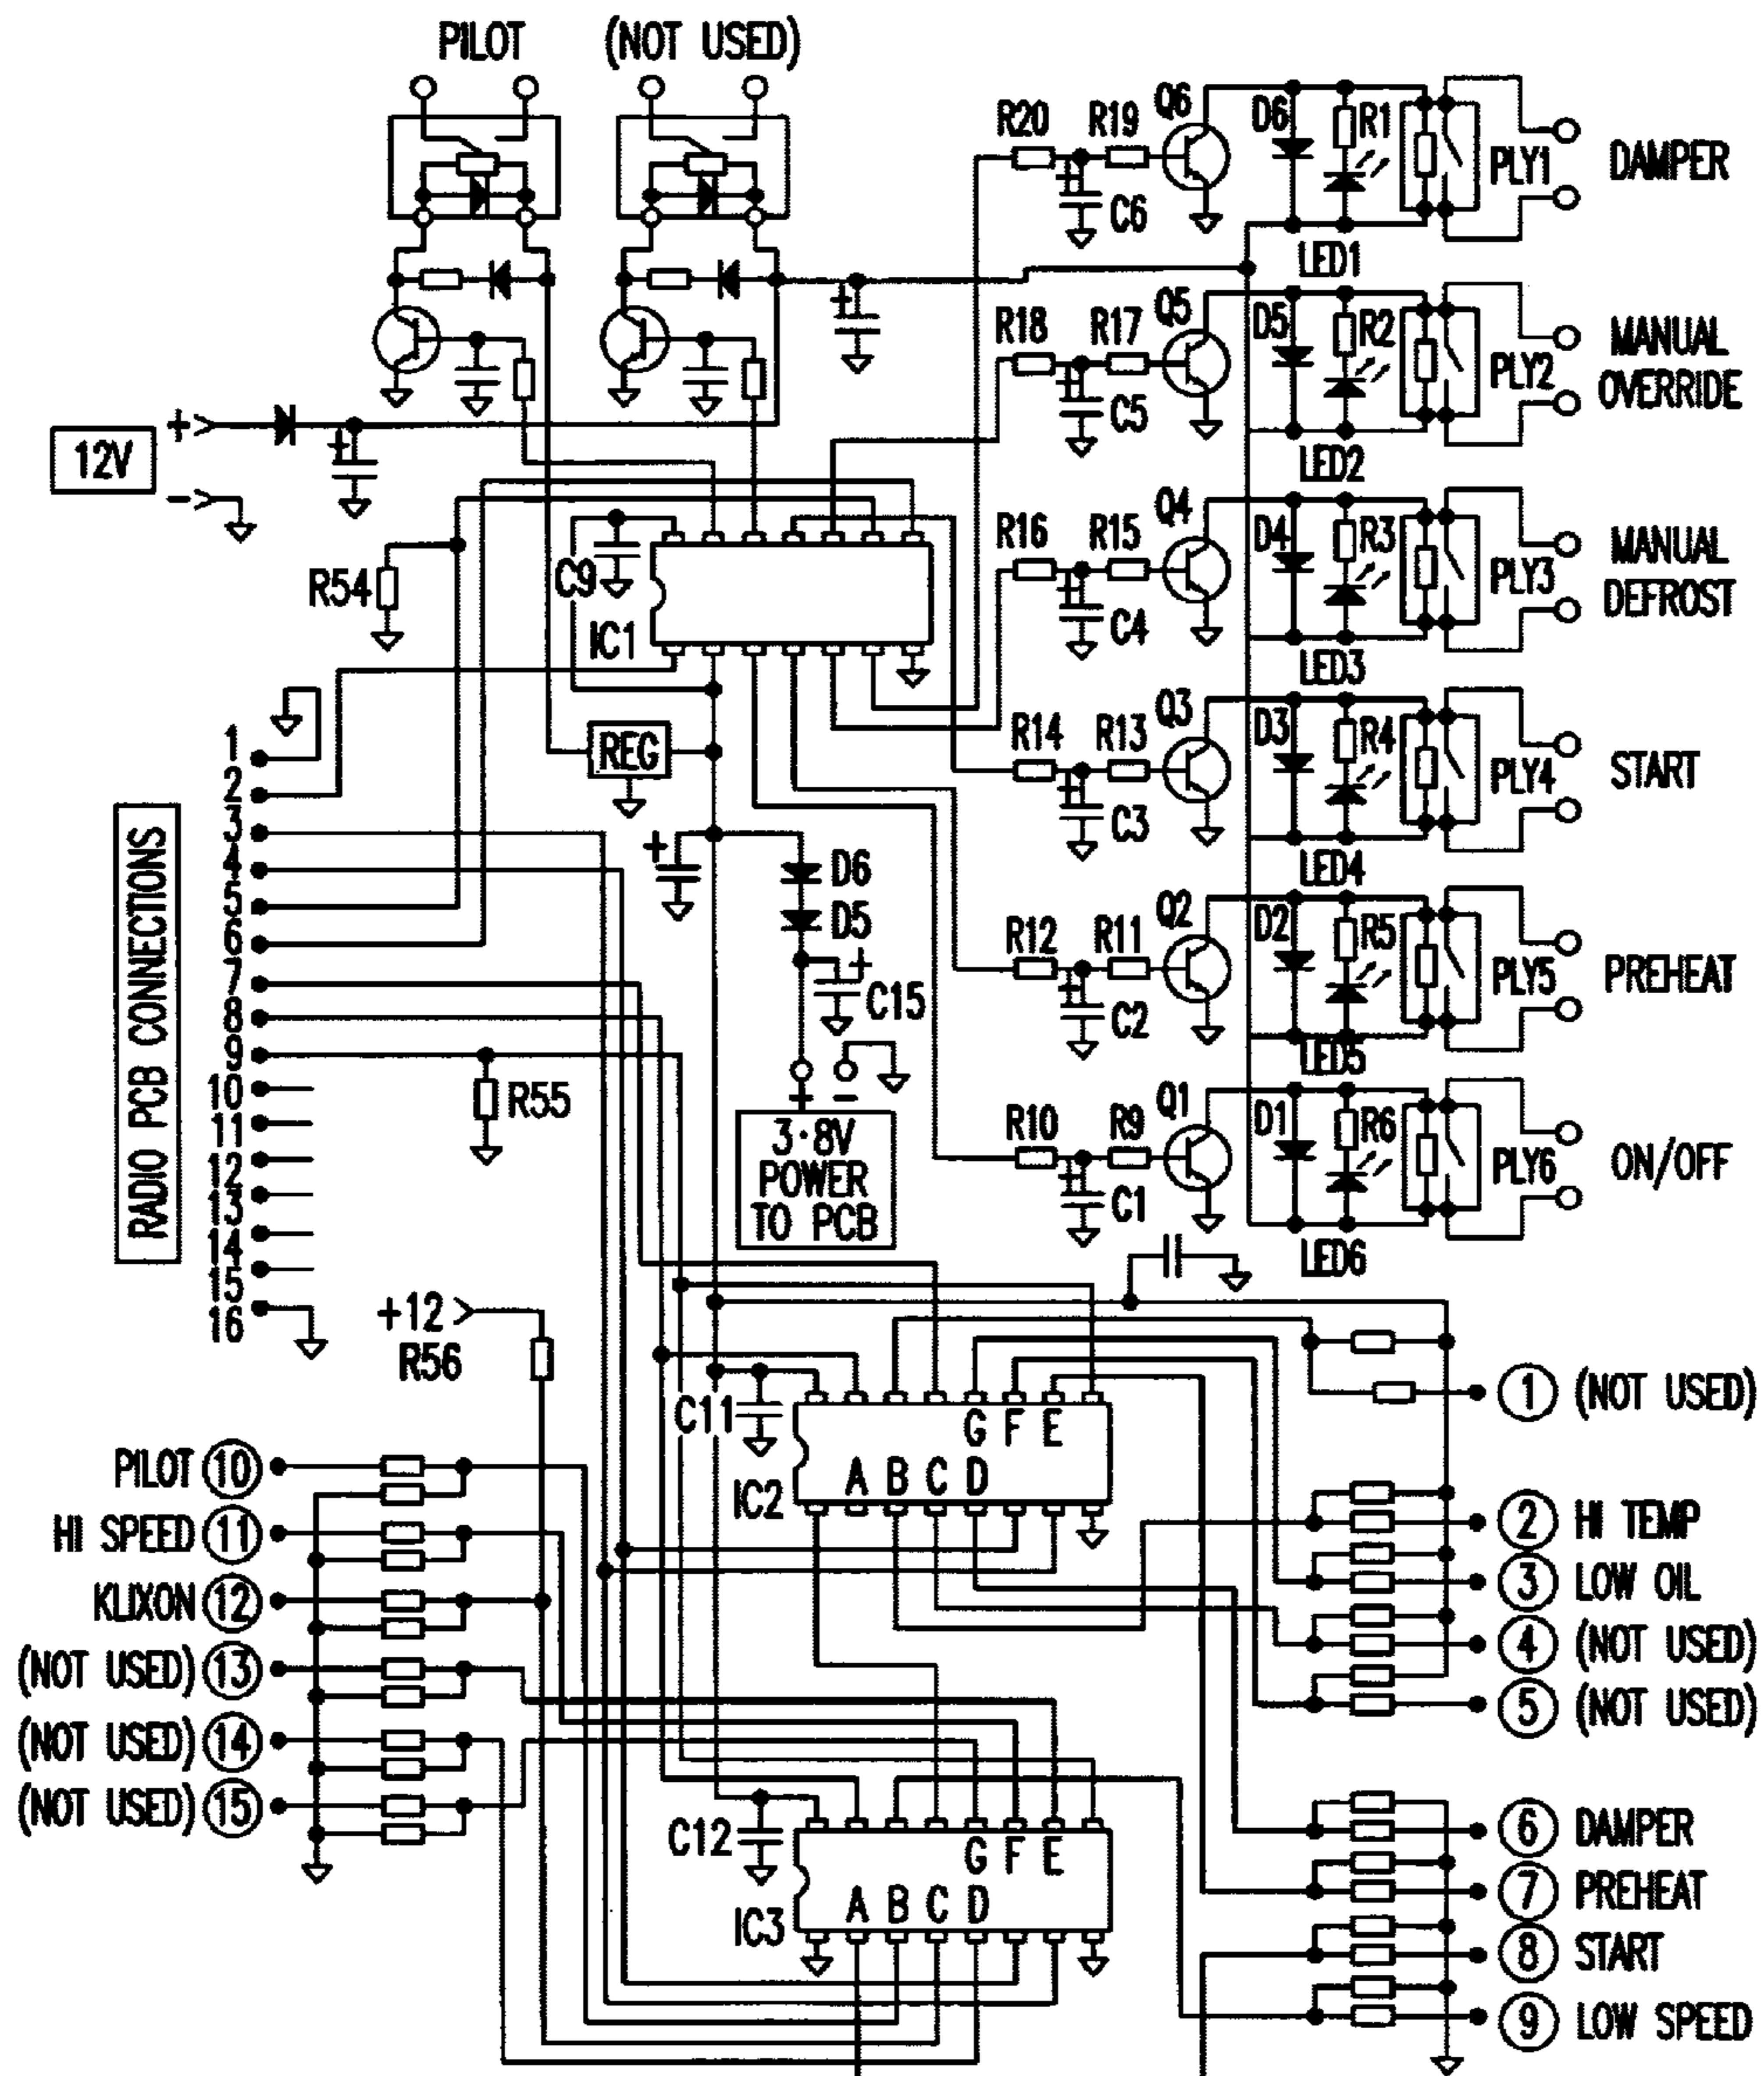 PILOT
(NOT USED)
R20
R19
Q6
D6
R1
C6
LED1
PLY1
DAMPER
R18
R17
Q5
D5
R2
C5
LED2
PLY2
MANUAL
OVERRIDE
+
12V
-
R16
R15
Q4
D4
R3
C4
LED3
PLY3
MANUAL
DEFROST
R54
C9
IC1
REG
R14
R13
Q3
D3
R4
C3
LED4
PLY4
START
RADIO PCB CONNECTIONS
1
2
3
4
5
6
7
8
9
10
11
12
13
14
15
16
+
D6
D5
+
C15
R12
R11
Q2
D2
R5
C2
LED5
PLY5
PREHEAT
R55
+ -
3·8V
POWER
TO PCB
R10
R9
Q1
D1
R6
C1
LED6
PLY6
ON/OFF
+12
R56
C11
G F E
A B C D
IC2
1 (NOT USED)
2 HI TEMP
3 LOW OIL
4 (NOT USED)
5 (NOT USED)
PILOT 10
HI SPEED 11
KLIXON 12
(NOT USED) 13
(NOT USED) 14
(NOT USED) 15
C12
G F E
A B C D
IC3
6 DAMPER
7 PREHEAT
8 START
9 LOW SPEED